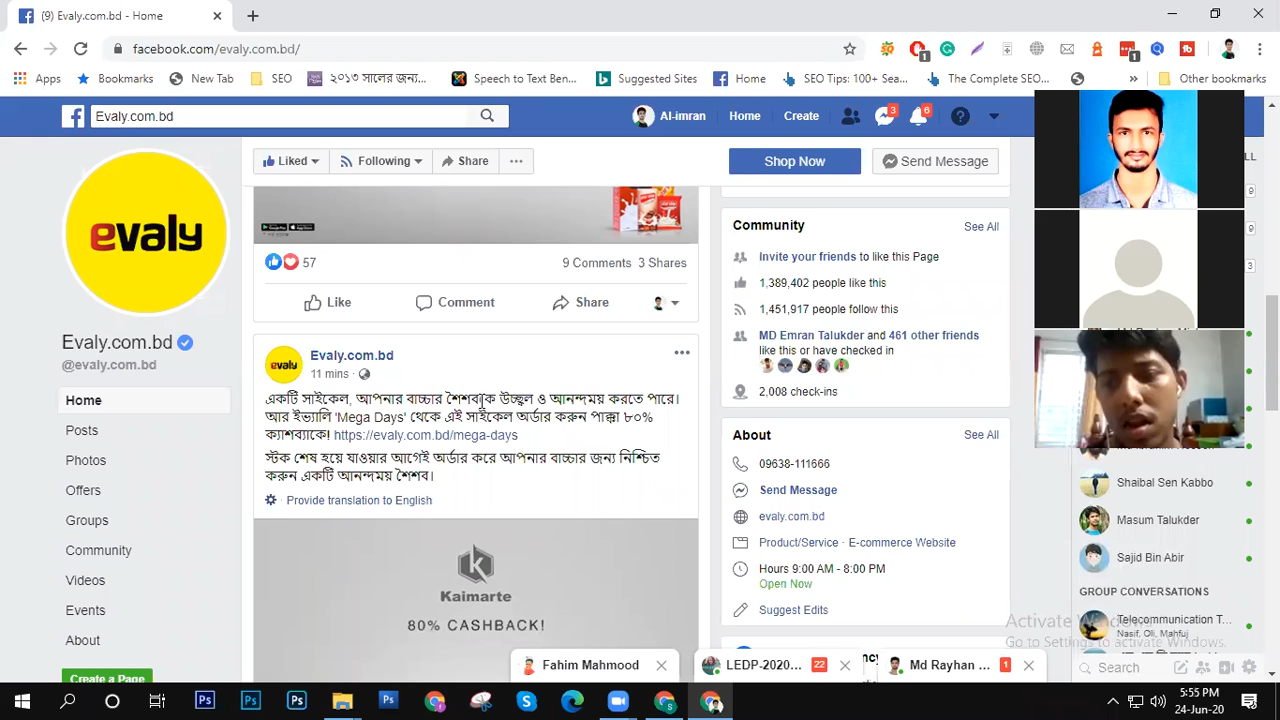 (9) Evaly.com.bd - Home
facebook.com/evaly.com.bd/
Apps
Bookmarks
New Tab
SEO
২০১৩ সালের জন্য...
Speech to Text Ben...
Suggested Sites
Home
SEO Tips: 100+ Sea...
The Complete SEO...
Other bookmarks
Evaly.com.bd
Al-imran
Home
Create
3
6
Liked
Following
Share
Shop Now
Send Message
evaly
Evaly.com.bd
@evaly.com.bd
Home
Posts
Photos
Offers
Groups
Community
Videos
Events
About
Create a Page
57
9 Comments 3 Shares
Like
Comment
Share
evaly
Evaly.com.bd
11 mins
একটি সাইকেল, আপনার বাচ্চার শৈশবকে উজ্জ্বল ও আনন্দময় করতে পারে।
আর ইভ্যালি 'Mega Days' থেকে এই সাইকেল অর্ডার করুন পাক্কা ৮০%
ক্যাশব্যাকে! https://evaly.com.bd/mega-days
স্টক শেষ হয়ে যাওয়ার আগেই অর্ডার করে আপনার বাচ্চার জন্য নিশ্চিত
করুন একটি আনন্দময় শৈশব।
Provide translation to English
Kaimarte
80% CASHBACK!
Community
See All
Invite your friends to like this Page
1,389,402 people like this
1,451,917 people follow this
MD Emran Talukder and 461 other friends
like this or have checked in
2,008 check-ins
About
See All
09638-111666
Send Message
evaly.com.bd
Product/Service · E-commerce Website
Hours 9:00 AM - 8:00 PM
Open Now
Suggest Edits
Shaibal Sen Kabbo
Masum Talukder
Sajid Bin Abir
GROUP CONVERSATIONS
Telecommunication T...
Nasif, Oli, Mahfuj
Activate Windows
Go to Settings to activate Windows.
Search
Fahim Mahmood
LEDP-2020...
22
Md Rayhan ...
1
5:55 PM
24-Jun-20